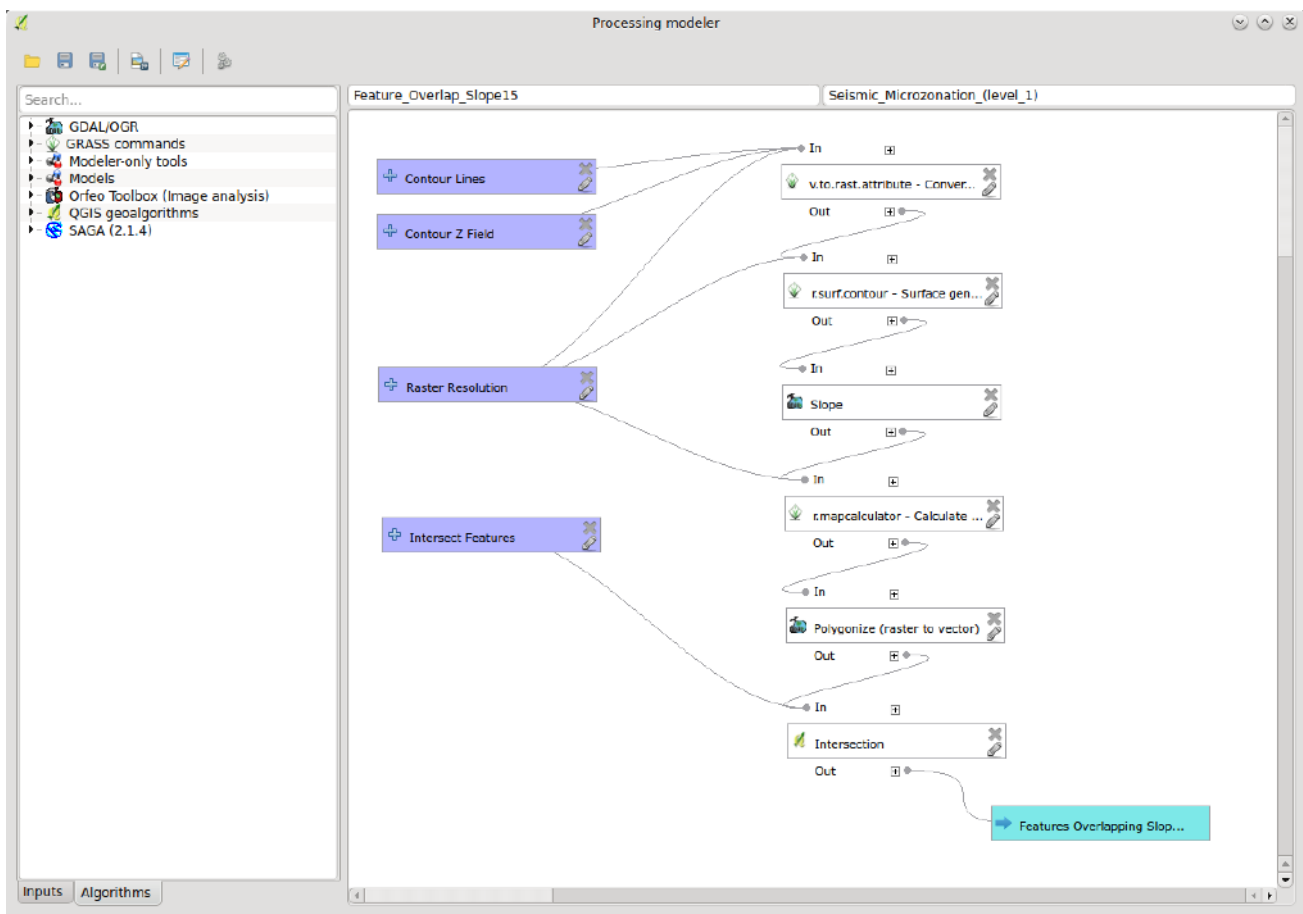 Processing modeler
Search...
GDAL/OGR
GRASS commands
Modeler-only tools
Models
Orfeo Toolbox (Image analysis)
QGIS geoalgorithms
SAGA (2.1.4)
Inputs
Algorithms
Feature_Overlap_Slope15
Seismic_Microzonation_(level_1)
Contour Lines
Contour Z Field
Raster Resolution
Intersect Features
In
v.to.rast.attribute - Conver...
Out
In
r.surf.contour - Surface gen...
Out
In
Slope
Out
In
r.mapcalculator - Calculate ...
Out
In
Polygonize (raster to vector)
Out
In
Intersection
Out
Features Overlapping Slop...